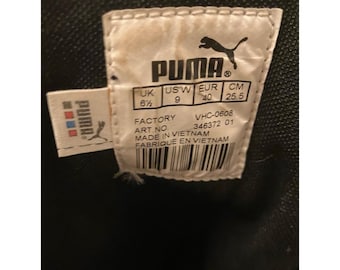 PUMA
UK US W EUR CM
6½ 9 40 25.5
FACTORY VHC-0608
ART NO 346372 01
MADE IN VIETNAM
FABRIQUE EN VIETNAM
PUMA